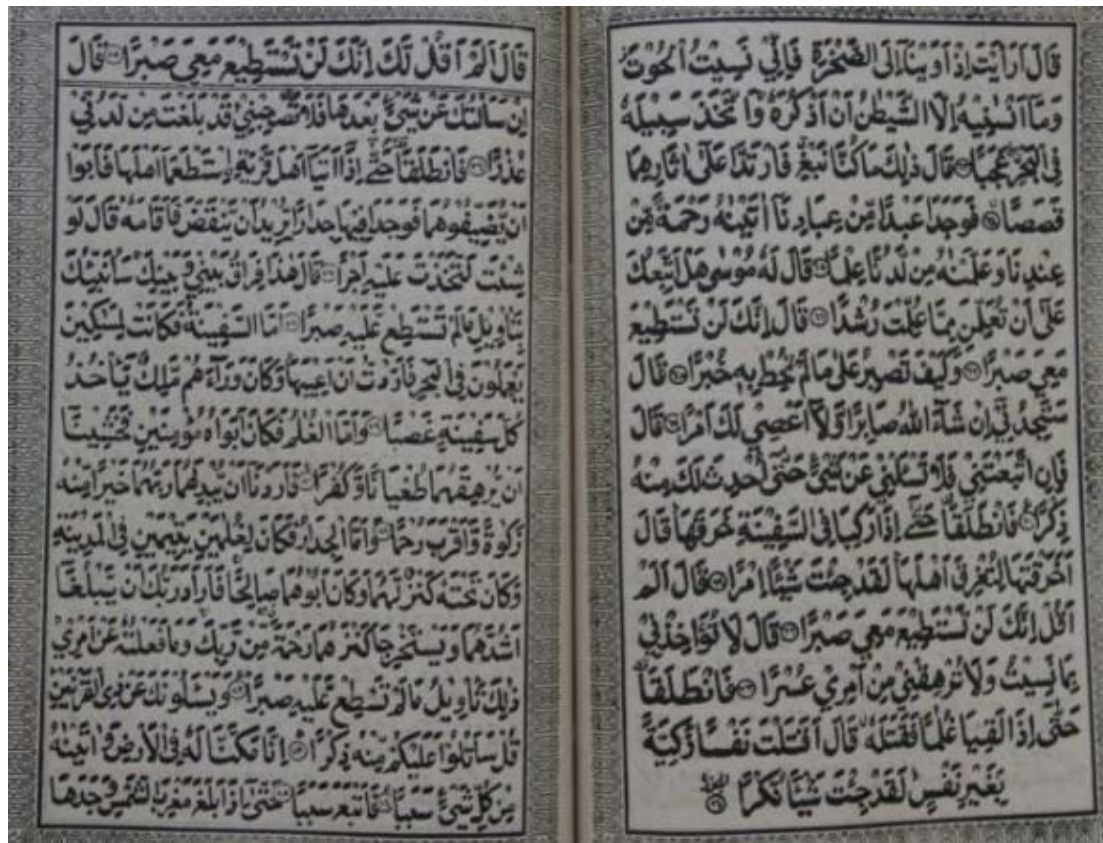 قَالَ اَرَاَيْتَ اِذْ اَوَيْنَآ اِلَى الصَّخْرَةِ فَاِنِّيْ نَسِيْتُ الْحُوْتَ
وَمَآ اَنْسٰنِيْهُ اِلَّا الشَّيْطٰنُ اَنْ اَذْكُرَهٗ وَاتَّخَذَ سَبِيْلَهٗ
فِي الْبَحْرِ عَجَبًا قَالَ ذٰلِكَ مَا كُنَّا نَبْغِ فَارْتَدَّا عَلٰٓى اٰثَارِهِمَا
قَصَصًا فَوَجَدَا عَبْدًا مِّنْ عِبَادِنَآ اٰتَيْنٰهُ رَحْمَةً مِّنْ
عِنْدِنَا وَعَلَّمْنٰهُ مِنْ لَّدُنَّا عِلْمًا قَالَ لَهٗ مُوْسٰى هَلْ اَتَّبِعُكَ
عَلٰٓى اَنْ تُعَلِّمَنِ مِمَّا عُلِّمْتَ رُشْدًا قَالَ اِنَّكَ لَنْ تَسْتَطِيْعَ
مَعِيَ صَبْرًا وَكَيْفَ تَصْبِرُ عَلٰى مَا لَمْ تُحِطْ بِهٖ خُبْرًا قَالَ
سَتَجِدُنِيْٓ اِنْ شَآءَ اللّٰهُ صَابِرًا وَّلَآ اَعْصِيْ لَكَ اَمْرًا قَالَ
فَاِنِ اتَّبَعْتَنِيْ فَلَا تَسْـَٔلْنِيْ عَنْ شَيْءٍ حَتّٰٓى اُحْدِثَ لَكَ مِنْهُ
ذِكْرًا فَانْطَلَقَا حَتّٰٓى اِذَا رَكِبَا فِي السَّفِيْنَةِ خَرَقَهَا قَالَ
اَخَرَقْتَهَا لِتُغْرِقَ اَهْلَهَا لَقَدْ جِئْتَ شَيْـًٔا اِمْرًا قَالَ اَلَمْ
اَقُلْ اِنَّكَ لَنْ تَسْتَطِيْعَ مَعِيَ صَبْرًا قَالَ لَا تُؤَاخِذْنِيْ
بِمَا نَسِيْتُ وَلَا تُرْهِقْنِيْ مِنْ اَمْرِيْ عُسْرًا فَانْطَلَقَا
حَتّٰٓى اِذَا لَقِيَا غُلٰمًا فَقَتَلَهٗ قَالَ اَقَتَلْتَ نَفْسًا زَكِيَّةً
بِغَيْرِ نَفْسٍ لَقَدْ جِئْتَ شَيْـًٔا نُّكْرًا
قَالَ اَلَمْ اَقُلْ لَّكَ اِنَّكَ لَنْ تَسْتَطِيْعَ مَعِيَ صَبْرًا قَالَ
اِنْ سَاَلْتُكَ عَنْ شَيْءٍ بَعْدَهَا فَلَا تُصٰحِبْنِيْ قَدْ بَلَغْتَ مِنْ لَّدُنِّيْ
عُذْرًا فَانْطَلَقَا حَتّٰٓى اِذَآ اَتَيَآ اَهْلَ قَرْيَةِ اسْتَطْعَمَآ اَهْلَهَا فَاَبَوْا
اَنْ يُّضَيِّفُوْهُمَا فَوَجَدَا فِيْهَا جِدَارًا يُّرِيْدُ اَنْ يَّنْقَضَّ فَاَقَامَهٗ قَالَ لَوْ
شِئْتَ لَتَّخَذْتَ عَلَيْهِ اَجْرًا قَالَ هٰذَا فِرَاقُ بَيْنِيْ وَبَيْنِكَ سَاُنَبِّئُكَ
بِتَاْوِيْلِ مَا لَمْ تَسْتَطِعْ عَّلَيْهِ صَبْرًا اَمَّا السَّفِيْنَةُ فَكَانَتْ لِمَسٰكِيْنَ
يَعْمَلُوْنَ فِي الْبَحْرِ فَاَرَدْتُّ اَنْ اَعِيْبَهَا وَكَانَ وَرَآءَهُمْ مَّلِكٌ يَّاْخُذُ
كُلَّ سَفِيْنَةٍ غَصْبًا وَاَمَّا الْغُلٰمُ فَكَانَ اَبَوَاهُ مُؤْمِنَيْنِ فَخَشِيْنَآ
اَنْ يُّرْهِقَهُمَا طُغْيَانًا وَّكُفْرًا فَاَرَدْنَآ اَنْ يُّبْدِلَهُمَا رَبُّهُمَا خَيْرًا مِّنْهُ
زَكٰوةً وَّاَقْرَبَ رُحْمًا وَاَمَّا الْجِدَارُ فَكَانَ لِغُلٰمَيْنِ يَتِيْمَيْنِ فِي الْمَدِيْنَةِ
وَكَانَ تَحْتَهٗ كَنْزٌ لَّهُمَا وَكَانَ اَبُوْهُمَا صَالِحًا فَاَرَادَ رَبُّكَ اَنْ يَّبْلُغَآ
اَشُدَّهُمَا وَيَسْتَخْرِجَا كَنْزَهُمَا رَحْمَةً مِّنْ رَّبِّكَ وَمَا فَعَلْتُهٗ عَنْ اَمْرِيْ
ذٰلِكَ تَاْوِيْلُ مَا لَمْ تَسْطِعْ عَّلَيْهِ صَبْرًا وَيَسْـَٔلُوْنَكَ عَنْ ذِي الْقَرْنَيْنِ
قُلْ سَاَتْلُوْا عَلَيْكُمْ مِّنْهُ ذِكْرًا اِنَّا مَكَّنَّا لَهٗ فِي الْاَرْضِ وَاٰتَيْنٰهُ
مِنْ كُلِّ شَيْءٍ سَبَبًا فَاَتْبَعَ سَبَبًا حَتّٰٓى اِذَا بَلَغَ مَغْرِبَ الشَّمْسِ وَجَدَهَا